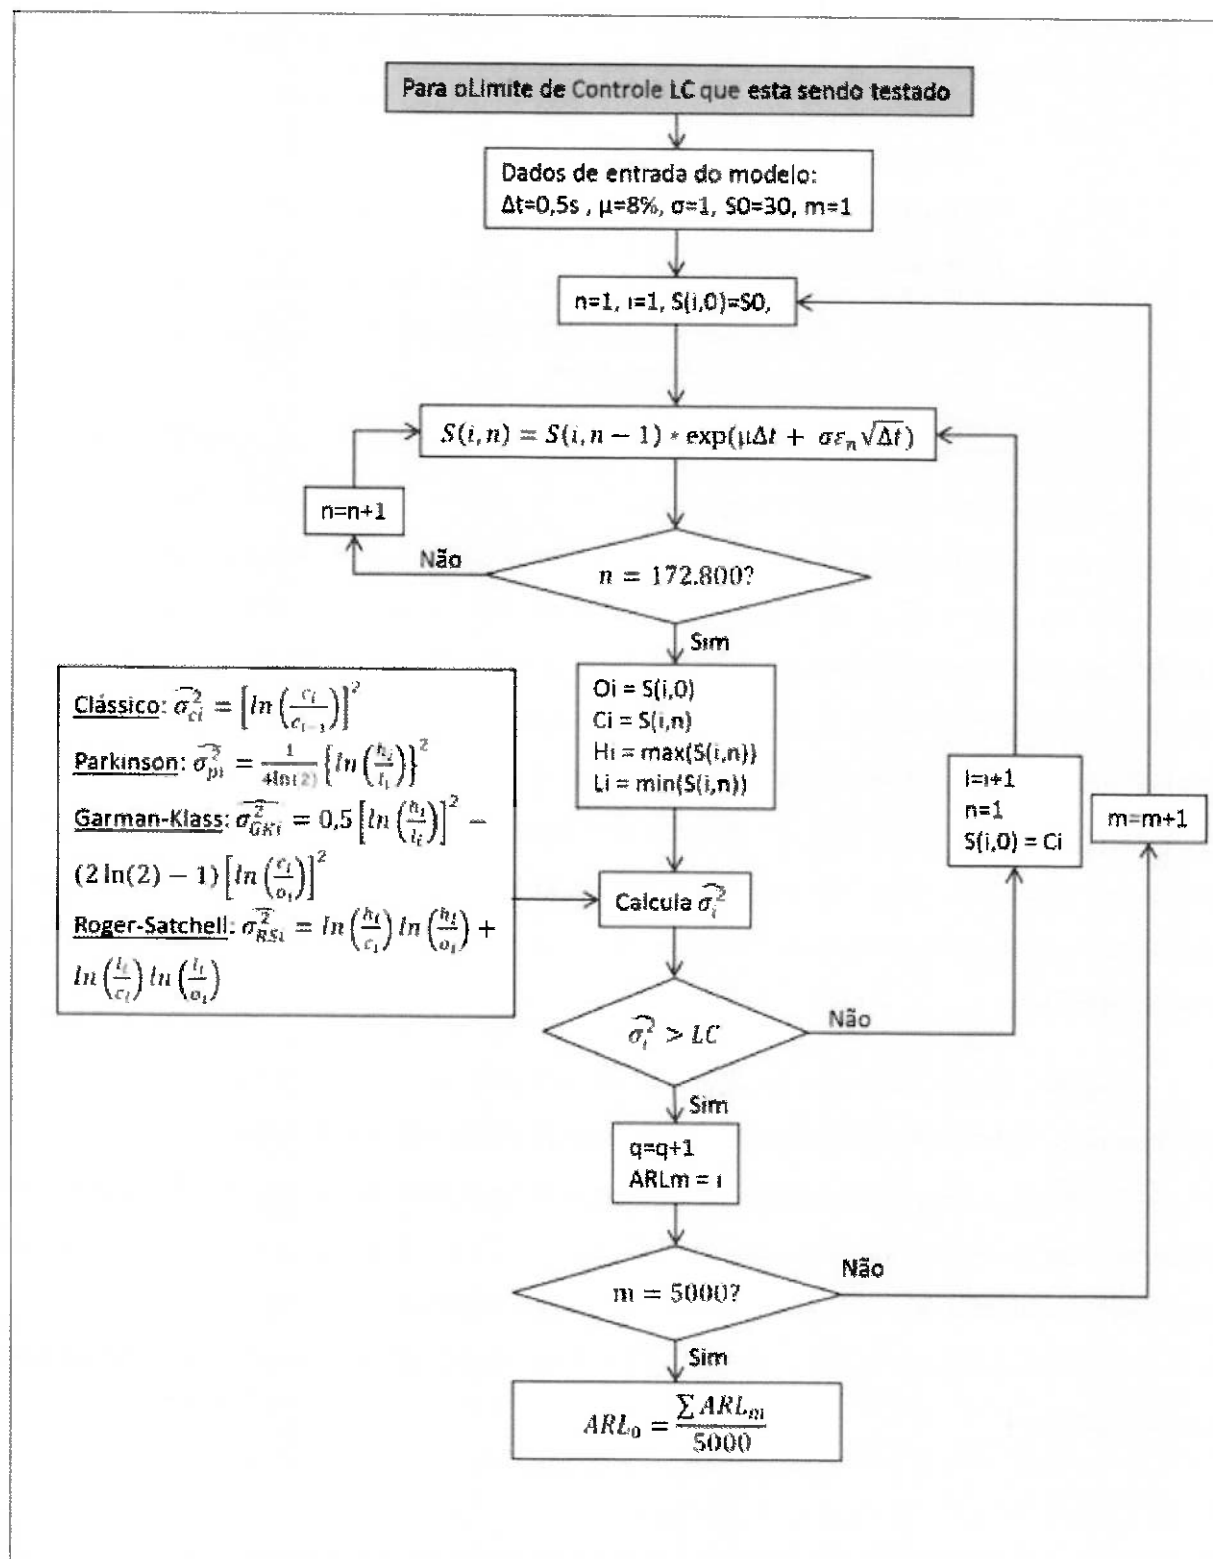 Para oLimite de Controle LC que esta sendo testado
Dados de entrada do modelo:
Δt=0,5s , μ=8%, σ=1, S0=30, m=1
n=1, i=1, S(i,0)=S0,
S(i,n) = S(i,n − 1) * exp(μΔt + σε_n√Δt)
n=n+1
Não
n = 172.800?
Sim
Oi = S(i,0)
Ci = S(i,n)
Hi = max(S(i,n))
Li = min(S(i,n))
Clássico: σ̂²_ci = [ln(c_i/c_{i−1})]²
Parkinson: σ̂²_pi = 1/(4ln(2)) {ln(h_i/l_i)}²
Garman-Klass: σ̂²_GKi = 0,5 [ln(h_i/l_i)]² −
(2 ln(2) − 1) [ln(c_i/o_i)]²
Roger-Satchell: σ̂²_RSi = ln(h_i/c_i) ln(h_i/o_i) +
ln(l_i/c_i) ln(l_i/o_i)
Calcula σ̂²_i
i=i+1
n=1
S(i,0) = Ci
m=m+1
σ̂²_i > LC
Não
Sim
q=q+1
ARLm = i
m = 5000?
Não
Sim
ARL_0 = ∑ ARL_m / 5000